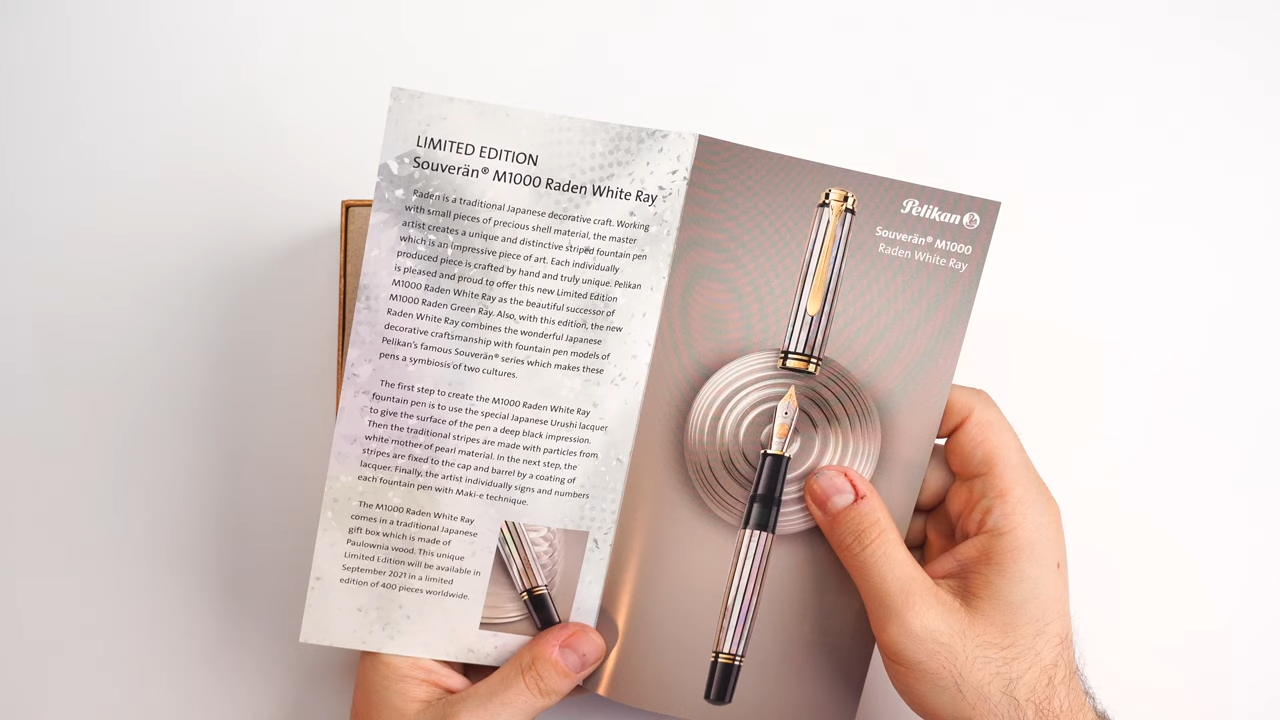 LIMITED EDITION
Souverän® M1000 Raden White Ray
Raden is a traditional Japanese decorative craft. Working
with small pieces of precious shell material, the master
artist creates a unique and distinctive striped fountain pen
which is an impressive piece of art. Each individually
produced piece is crafted by hand and truly unique. Pelikan
is pleased and proud to offer this new Limited Edition
M1000 Raden White Ray as the beautiful successor of
M1000 Raden Green Ray. Also, with this edition, the new
Raden White Ray combines the wonderful Japanese
decorative craftsmanship with fountain pen models of
Pelikan's famous Souverän® series which makes these
pens a symbiosis of two cultures.
The first step to create the M1000 Raden White Ray
fountain pen is to use the special Japanese Urushi lacquer
to give the surface of the pen a deep black impression.
Then the traditional stripes are made with particles from
white mother of pearl material. In the next step, the
stripes are fixed to the cap and barrel by a coating of
lacquer. Finally, the artist individually signs and numbers
each fountain pen with Maki-e technique.
The M1000 Raden White Ray
comes in a traditional Japanese
gift box which is made of
Paulownia wood. This unique
Limited Edition will be available in
September 2021 in a limited
edition of 400 pieces worldwide.
Pelikan
Souverän® M1000
Raden White Ray